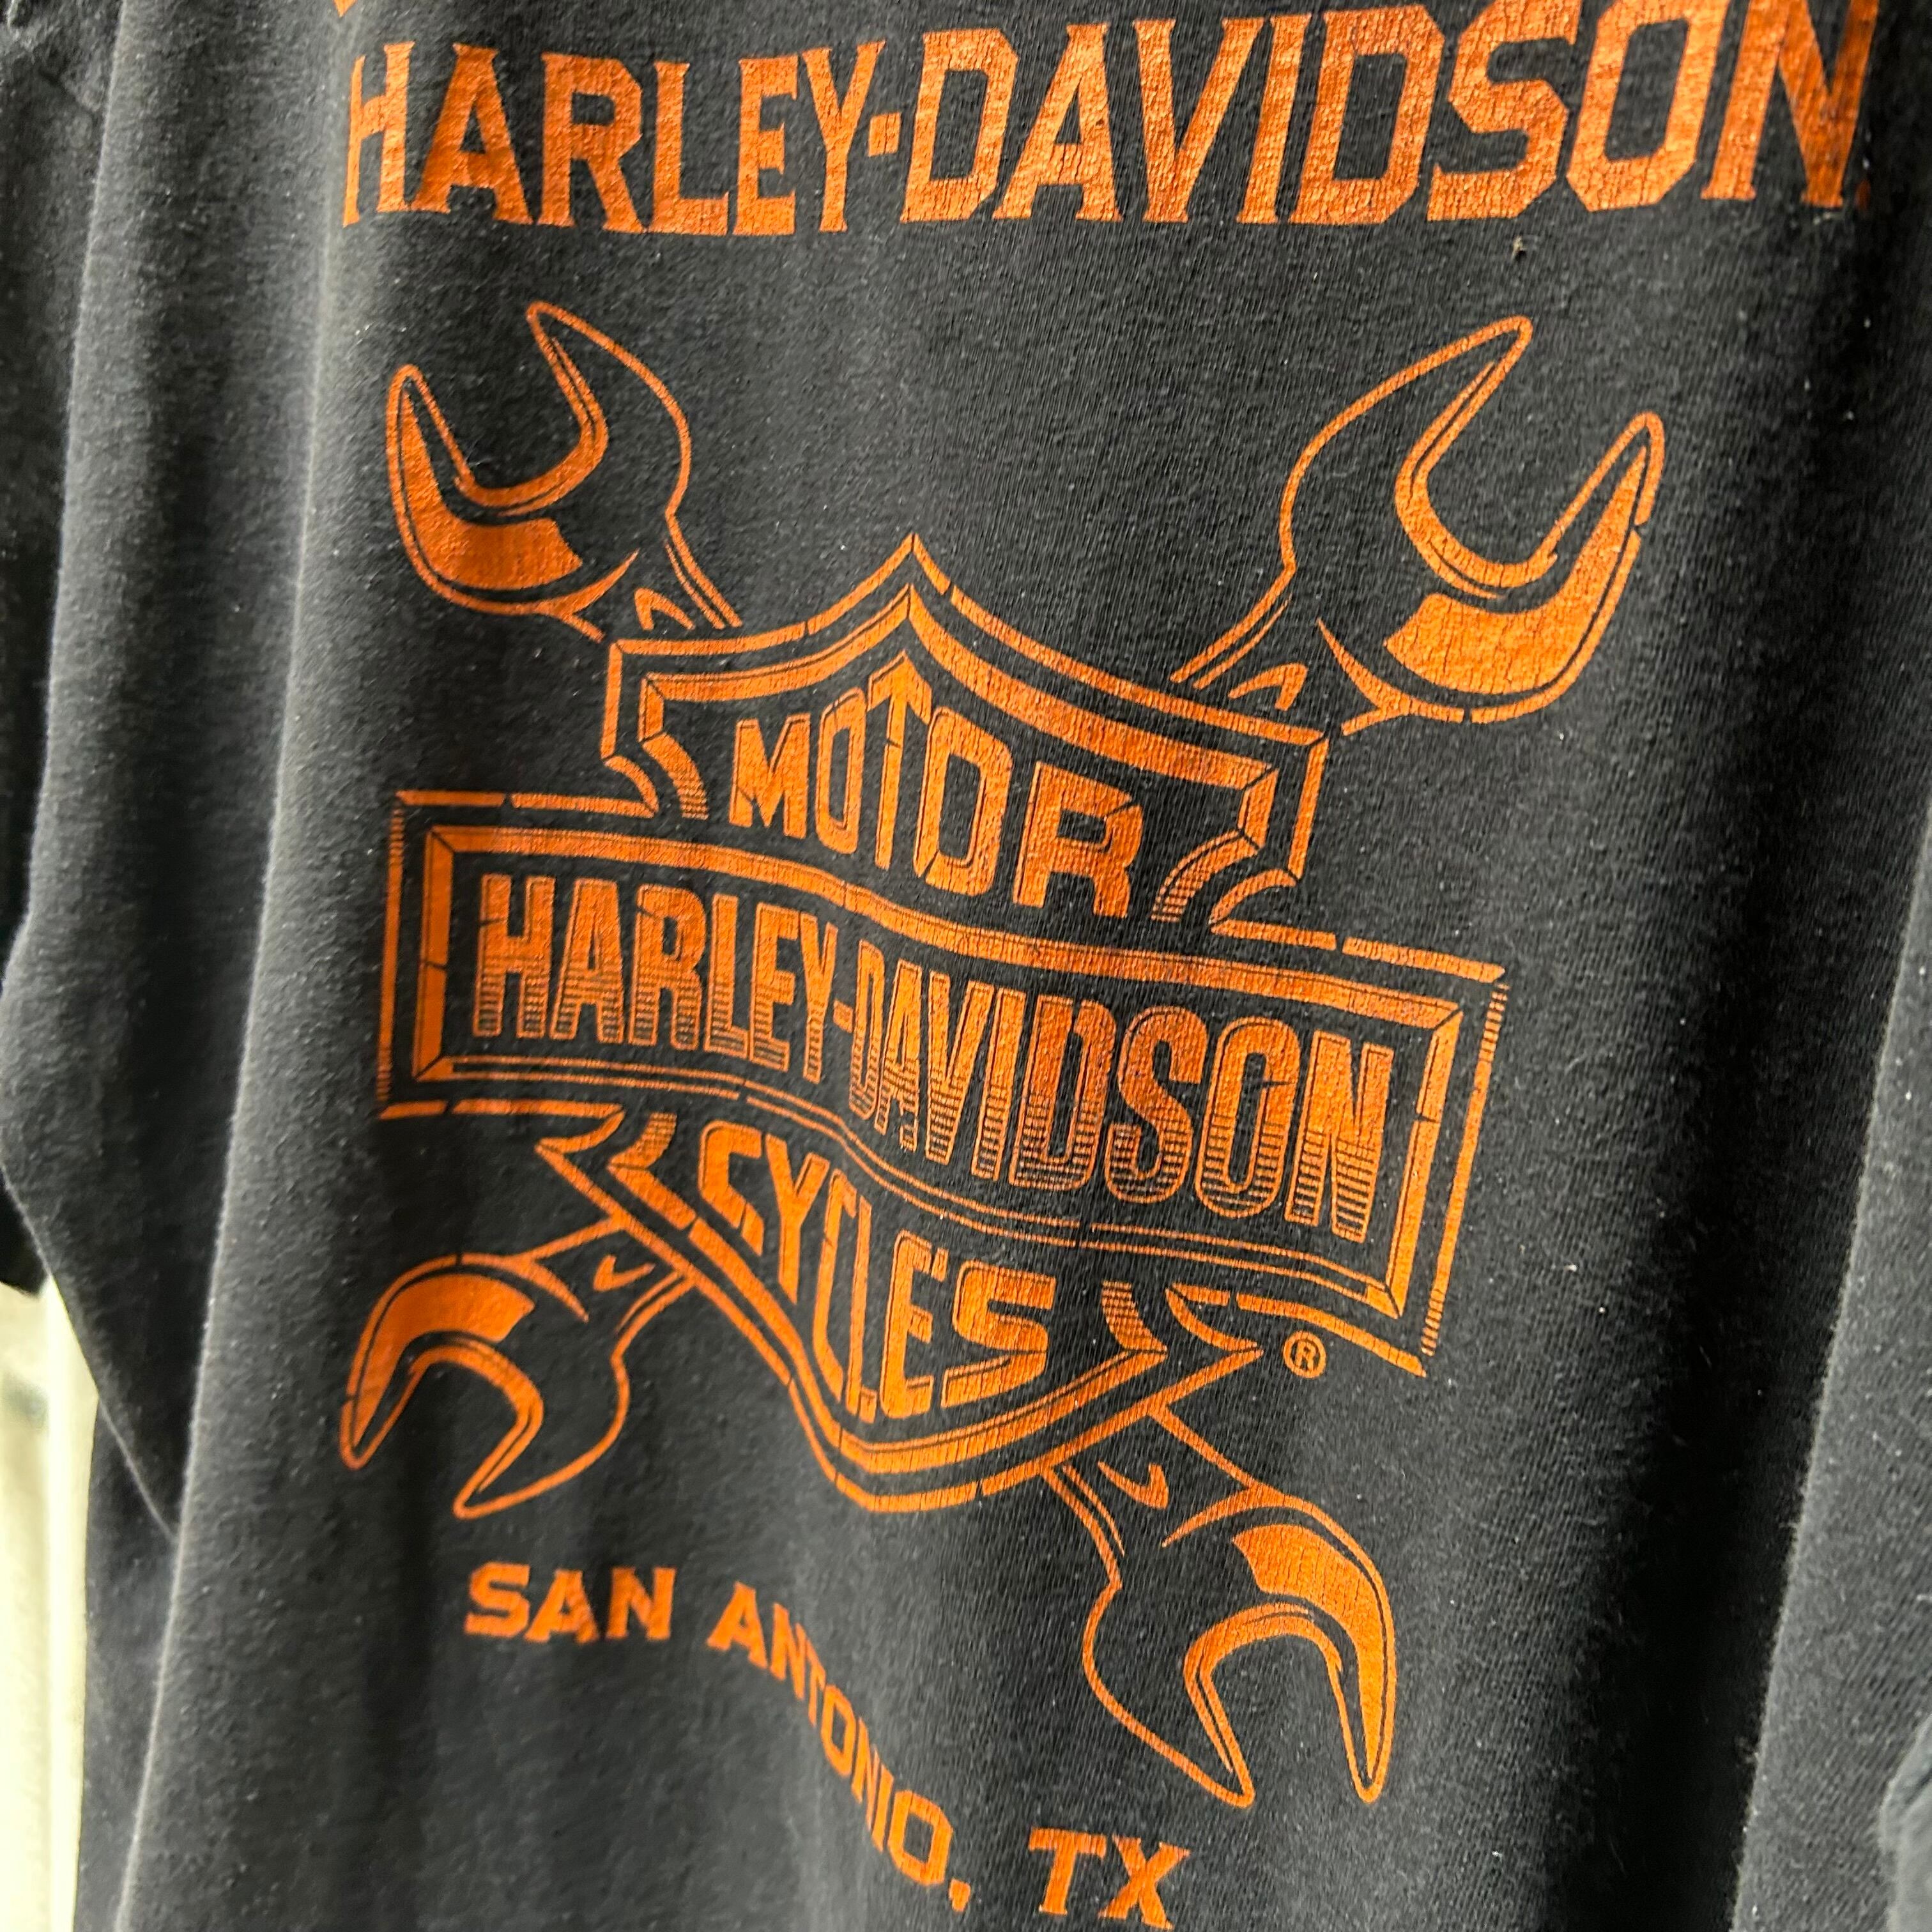 HARLEY-DAVIDSON
MOTOR
HARLEY-DAVIDSON
CYCLES
®
SAN ANTONIO, TX